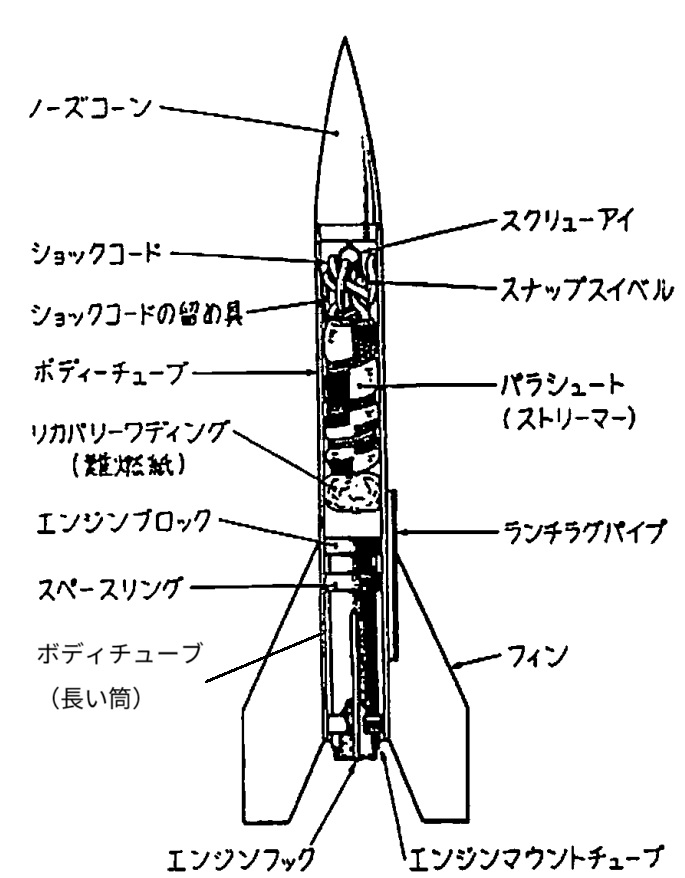 ノーズコーン
スクリューアイ
ショックコード
スナップスイベル
ショックコードの留め具
ボディーチューブ
パラシュート
(ストリーマー)
リカバリーワディング
(難燃紙)
エンジンブロック
ランチラグパイプ
スペースリング
ボディチューブ
(長い筒)
フィン
エンジンフック
エンジンマウントチューブ